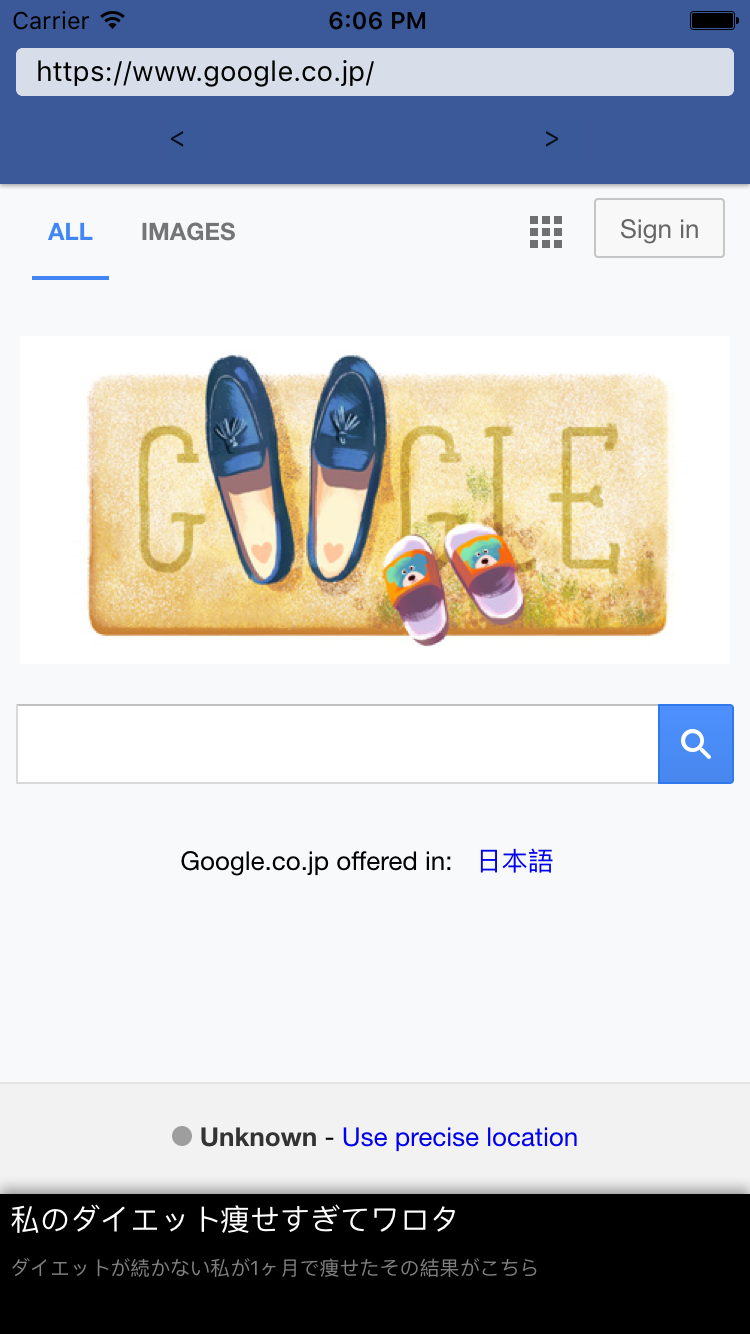 Carrier 6:06 PM
https://www.google.co.jp/
< >
ALL IMAGES Sign in
G GLE
Google.co.jp offered in: 日本語
Unknown - Use precise location
私のダイエット痩せすぎてワロタ
ダイエットが続かない私が1ヶ月で痩せたその結果がこちら